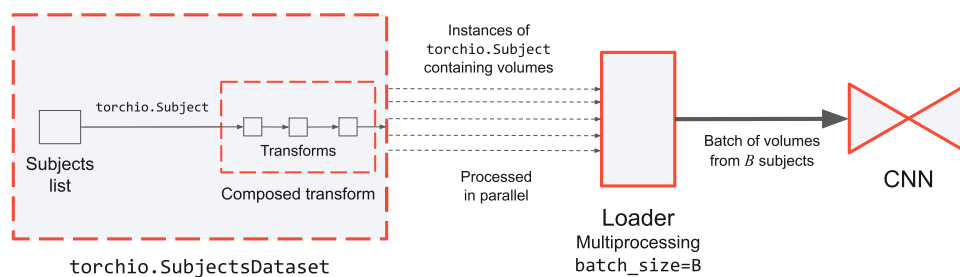 Subjects
list
torchio.Subject
Transforms
Composed transform
torchio.SubjectsDataset
Instances of
torchio.Subject
containing volumes
Processed
in parallel
Loader
Multiprocessing
batch_size=B
Batch of volumes
from B subjects
CNN